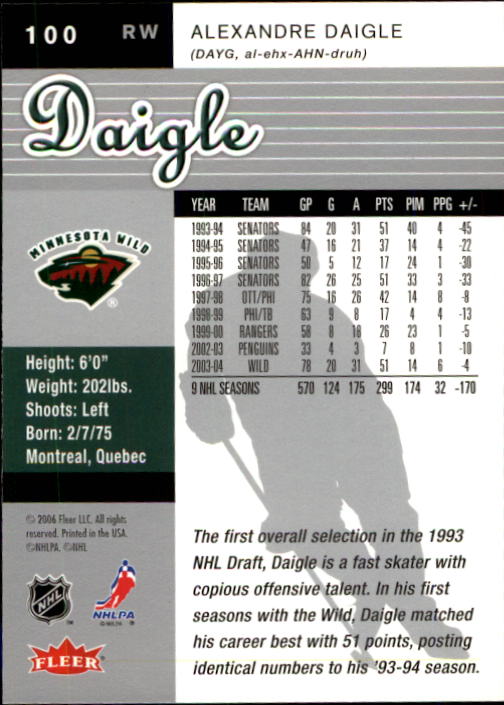 100 RW ALEXANDRE DAIGLE
(DAYG, al-ehx-AHN-druh)
Daigle
YEAR TEAM GP G A PTS PIM PPG +/-
1993-94 SENATORS 84 20 31 51 40 4 -45
1994-95 SENATORS 47 16 21 37 14 4 -22
1995-96 SENATORS 50 5 12 17 24 1 -30
1996-97 SENATORS 82 26 25 51 33 3 -33
1997-98 OTT/PHI 75 16 26 42 14 8 -8
1998-99 PHI/TB 63 9 8 17 4 4 -13
1999-00 RANGERS 58 8 18 26 23 1 -5
2002-03 PENGUINS 33 4 3 7 8 1 -10
2003-04 WILD 78 20 31 51 14 6 -4
9 NHL SEASONS 570 124 175 299 174 32 -170
MINNESOTA WILD
®
Height: 6'0"
Weight: 202lbs.
Shoots: Left
Born: 2/7/75
Montreal, Quebec
© 2006 Fleer LLC. All rights
reserved. Printed in the USA.
©NHLPA. ©NHL
NHL
NHLPA
FLEER
The first overall selection in the 1993
NHL Draft, Daigle is a fast skater with
copious offensive talent. In his first
seasons with the Wild, Daigle matched
his career best with 51 points, posting
identical numbers to his '93-94 season.